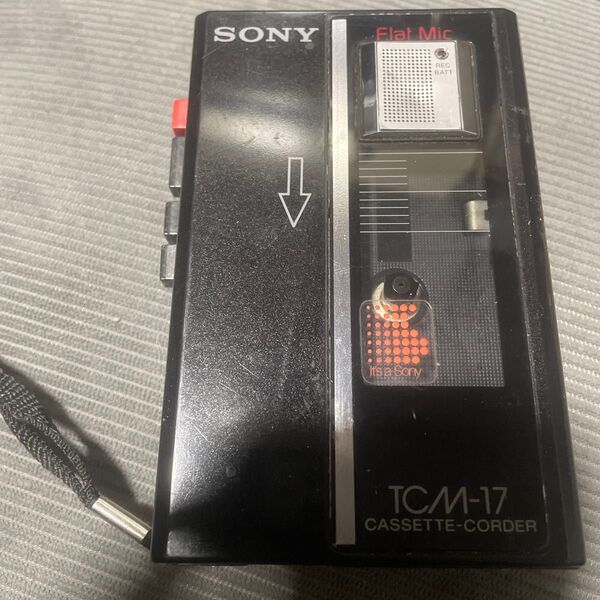 SONY
Flat Mic
REC
BATT
It's a Sony
TCM-17
CASSETTE-CORDER